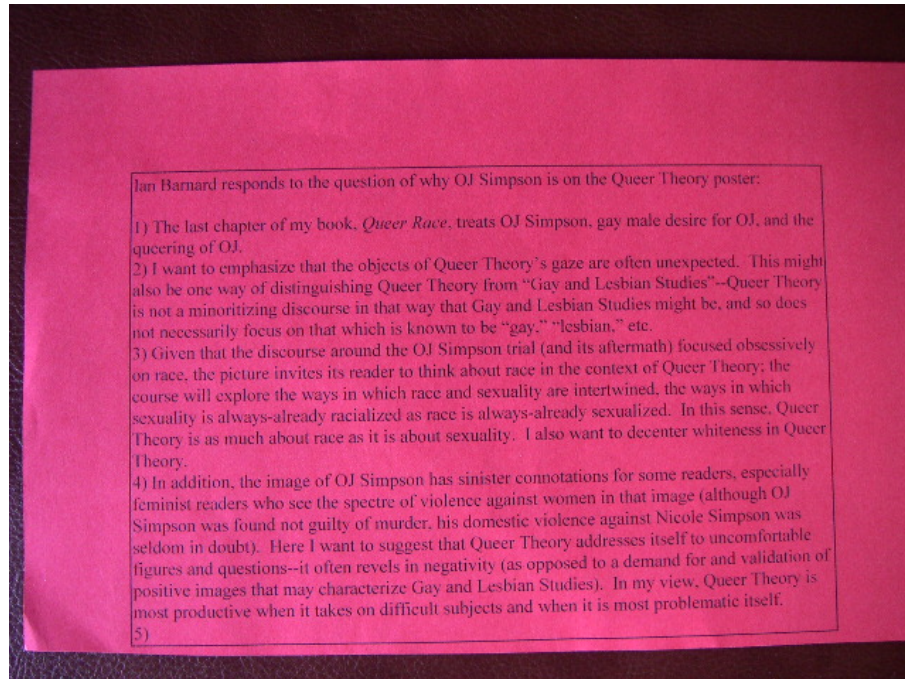 Ian Barnard responds to the question of why OJ Simpson is on the Queer Theory poster:
1) The last chapter of my book, Queer Race, treats OJ Simpson, gay male desire for OJ, and the
queering of OJ.
2) I want to emphasize that the objects of Queer Theory's gaze are often unexpected.  This might
also be one way of distinguishing Queer Theory from “Gay and Lesbian Studies”--Queer Theory
is not a minoritizing discourse in that way that Gay and Lesbian Studies might be, and so does
not necessarily focus on that which is known to be “gay,” “lesbian,” etc.
3) Given that the discourse around the OJ Simpson trial (and its aftermath) focused obsessively
on race, the picture invites its reader to think about race in the context of Queer Theory; the
course will explore the ways in which race and sexuality are intertwined, the ways in which
sexuality is always-already racialized as race is always-already sexualized.  In this sense, Queer
Theory is as much about race as it is about sexuality.  I also want to decenter whiteness in Queer
Theory.
4) In addition, the image of OJ Simpson has sinister connotations for some readers, especially
feminist readers who see the spectre of violence against women in that image (although OJ
Simpson was found not guilty of murder, his domestic violence against Nicole Simpson was
seldom in doubt).  Here I want to suggest that Queer Theory addresses itself to uncomfortable
figures and questions--it often revels in negativity (as opposed to a demand for and validation of
positive images that may characterize Gay and Lesbian Studies).  In my view, Queer Theory is
most productive when it takes on difficult subjects and when it is most problematic itself.
5)